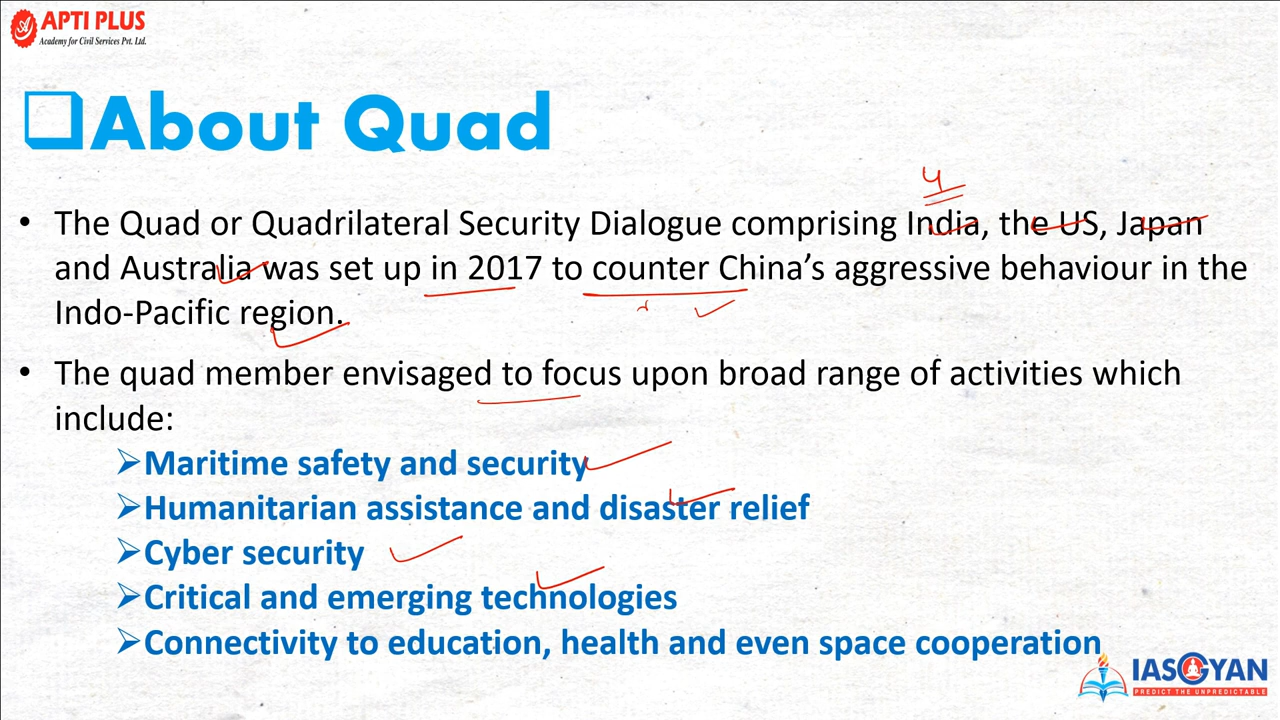 APTI PLUS
Academy for Civil Services Pvt. Ltd.
About Quad
4
• The Quad or Quadrilateral Security Dialogue comprising India, the US, Japan
and Australia was set up in 2017 to counter China’s aggressive behaviour in the
Indo-Pacific region.
• The quad member envisaged to focus upon broad range of activities which
include:
Maritime safety and security
Humanitarian assistance and disaster relief
Cyber security
Critical and emerging technologies
Connectivity to education, health and even space cooperation
IASGYAN
PREDICT THE UNPREDICTABLE